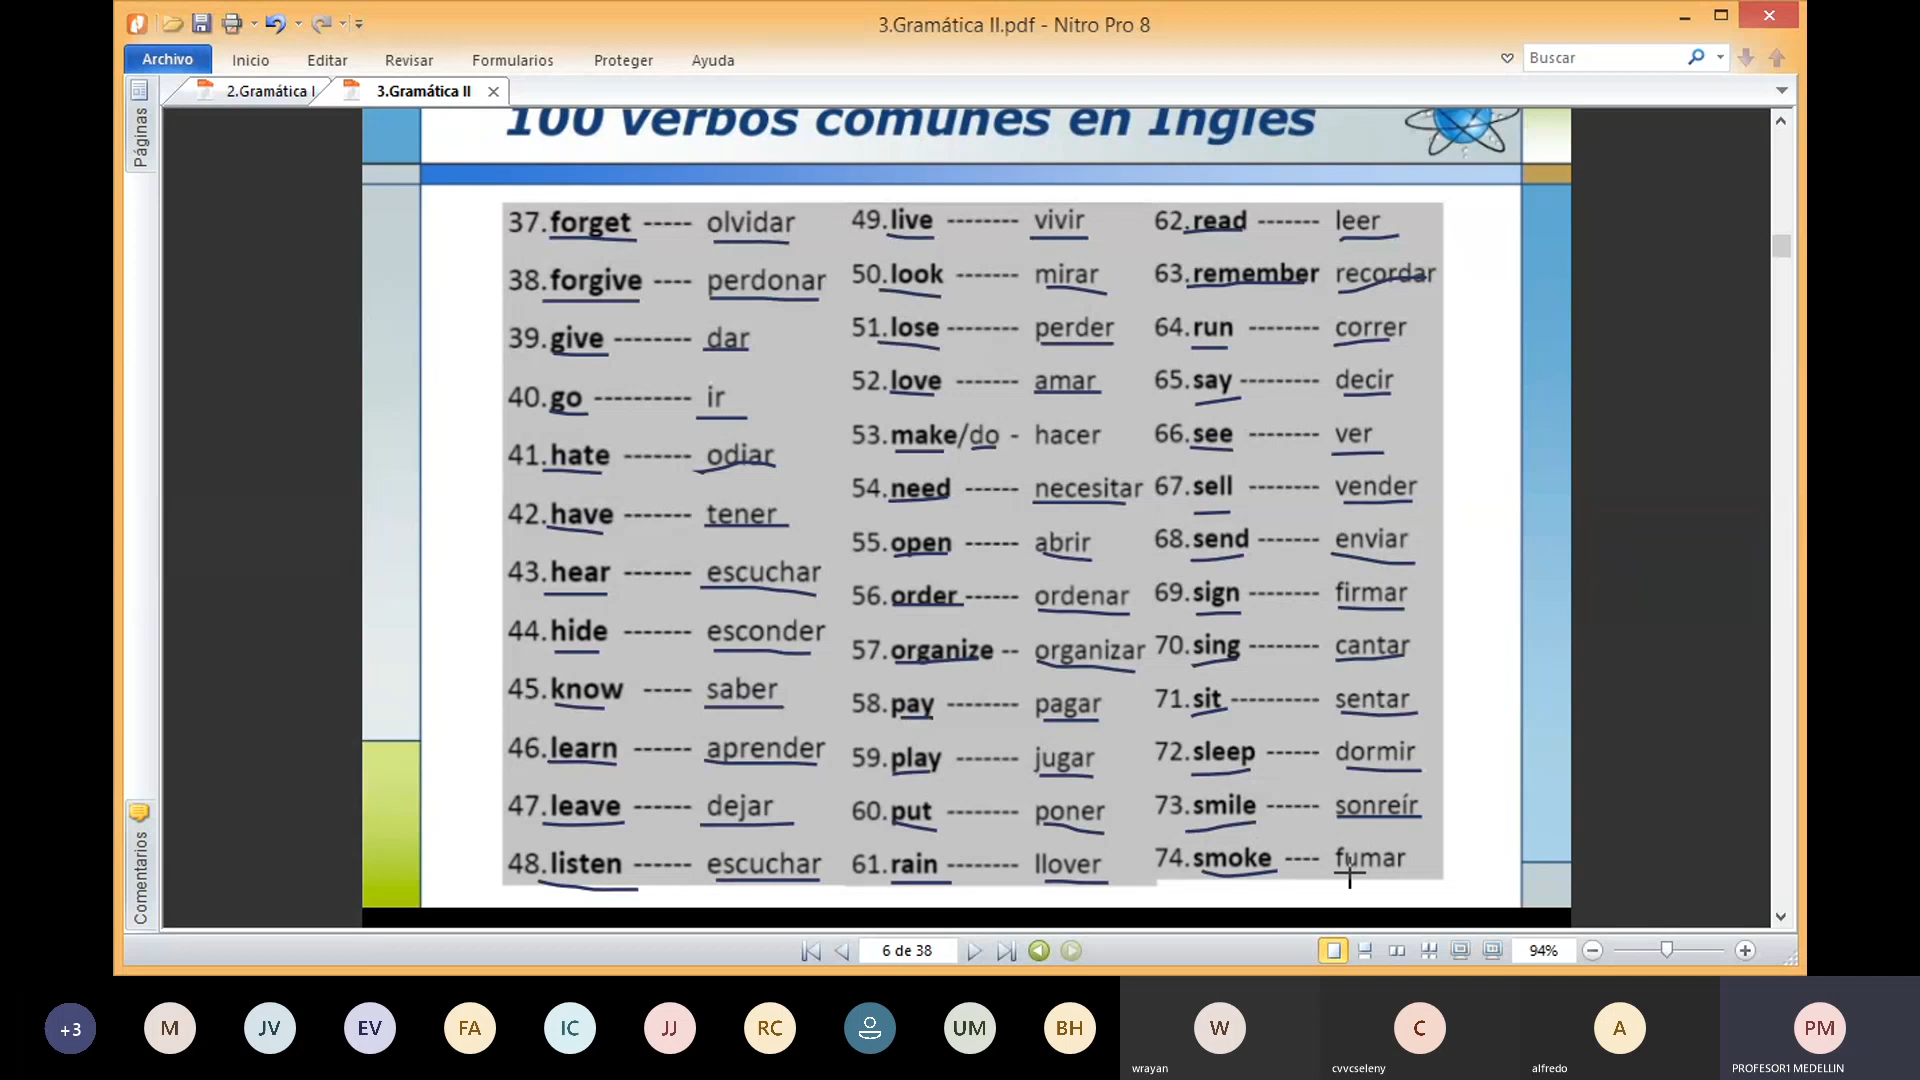 3.Gramática II.pdf - Nitro Pro 8
Archivo Inicio Editar Revisar Formularios Proteger Ayuda Buscar
2.Gramática I 3.Gramática II
Páginas
100 verbos comunes en Inglés
37.forget ----- olvidar
38.forgive ---- perdonar
39.give -------- dar
40.go ---------- ir
41.hate ------- odiar
42.have ------- tener
43.hear ------- escuchar
44.hide ------- esconder
45.know ----- saber
46.learn ------ aprender
47.leave ------ dejar
48.listen ----- escuchar
49.live -------- vivir
50.look ------- mirar
51.lose -------- perder
52.love ------- amar
53.make/do - hacer
54.need ------ necesitar
55.open ------ abrir
56.order ------ ordenar
57.organize -- organizar
58.pay -------- pagar
59.play ------- jugar
60.put -------- poner
61.rain -------- llover
62.read ------- leer
63.remember recordar
64.run -------- correr
65.say --------- decir
66.see -------- ver
67.sell -------- vender
68.send ------- enviar
69.sign -------- firmar
70.sing -------- cantar
71.sit ---------- sentar
72.sleep ------ dormir
73.smile ------ sonreír
74.smoke ---- fumar
Comentarios
6 de 38
94%
+3 M JV EV FA IC JJ RC UM BH W C A PM
wrayan cvvcseleny alfredo PROFESOR1 MEDELLIN